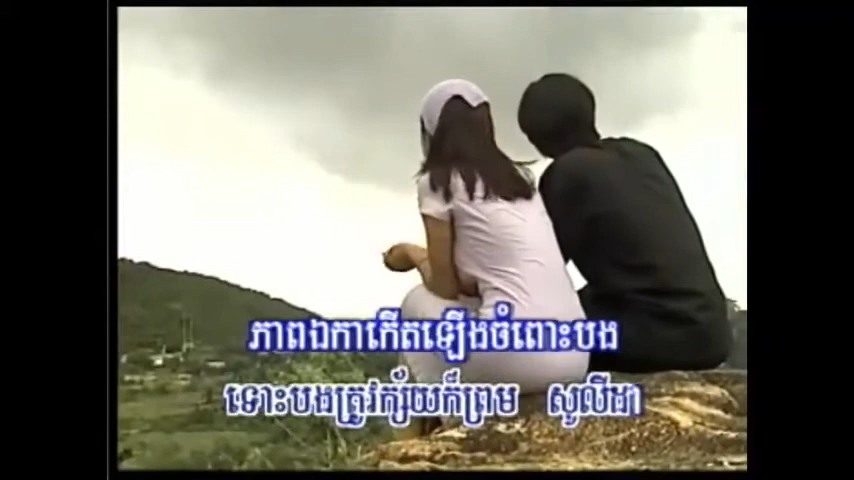 ភាពឯកាកើតឡើងចំពោះបង
ទោះបងត្រូវក្ស័យក៏ព្រម សូលីដា